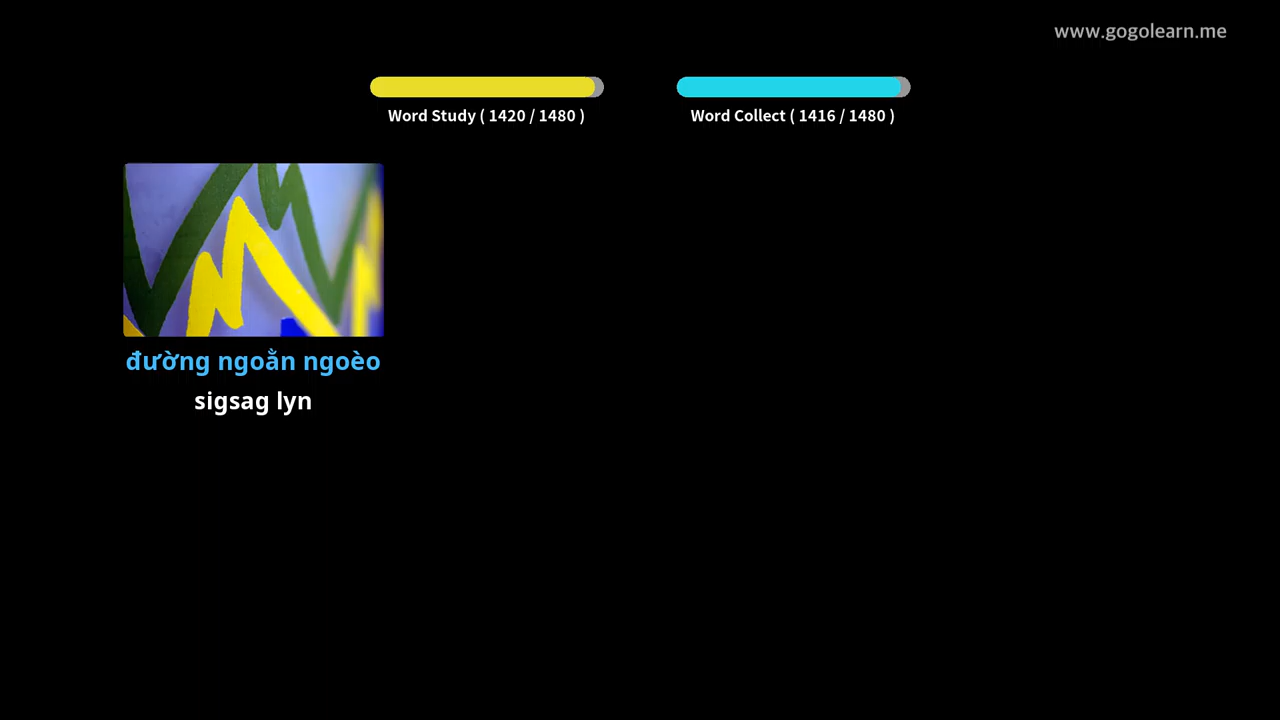 www.gogolearn.me
Word Study ( 1420 / 1480 )
Word Collect ( 1416 / 1480 )
đường ngoằn ngoèo
sigsag lyn